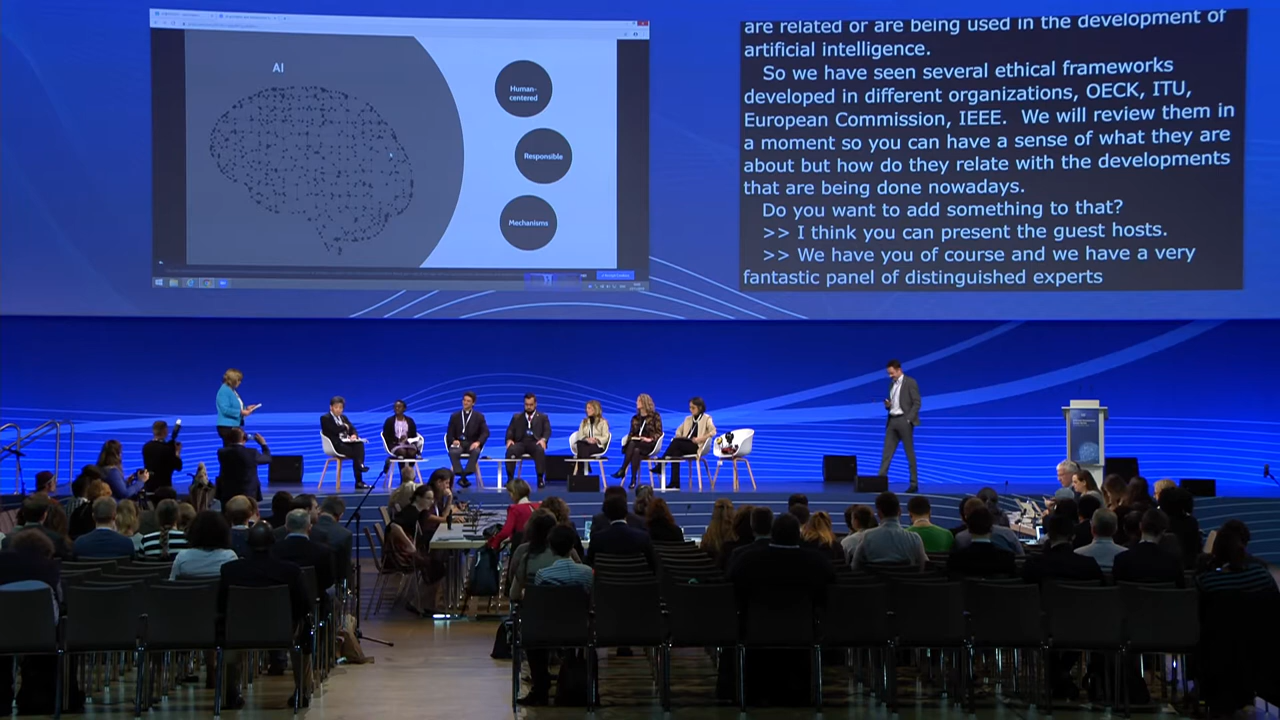 AI
Human-
centered
Responsible
Mechanisms
are related or are being used in the development of
artificial intelligence.
So we have seen several ethical frameworks
developed in different organizations, OECK, ITU,
European Commission, IEEE. We will review them in
a moment so you can have a sense of what they are
about but how do they relate with the developments
that are being done nowadays.
Do you want to add something to that?
>> I think you can present the guest hosts.
>> We have you of course and we have a very
fantastic panel of distinguished experts